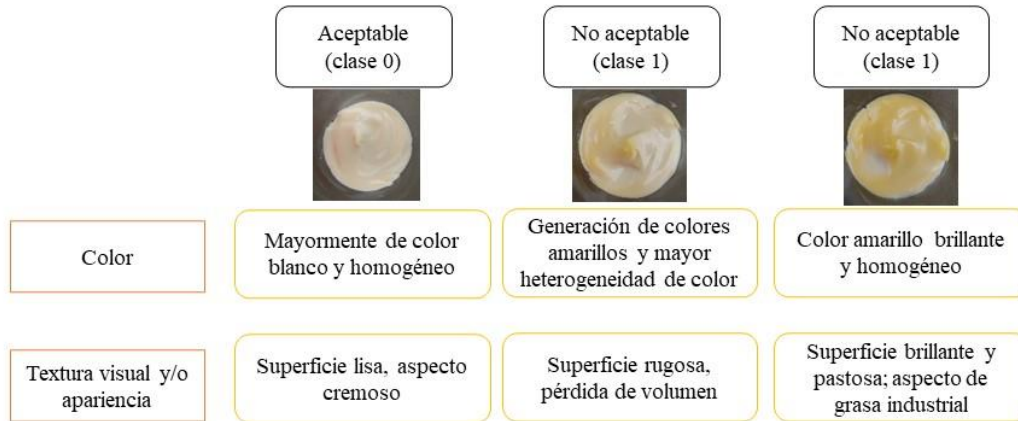 Aceptable
(clase 0)
No aceptable
(clase 1)
No aceptable
(clase 1)
Color
Mayormente de color
blanco y homogéneo
Generación de colores
amarillos y mayor
heterogeneidad de color
Color amarillo brillante
y homogéneo
Textura visual y/o
apariencia
Superficie lisa, aspecto
cremoso
Superficie rugosa,
pérdida de volumen
Superficie brillante y
pastosa; aspecto de
grasa industrial